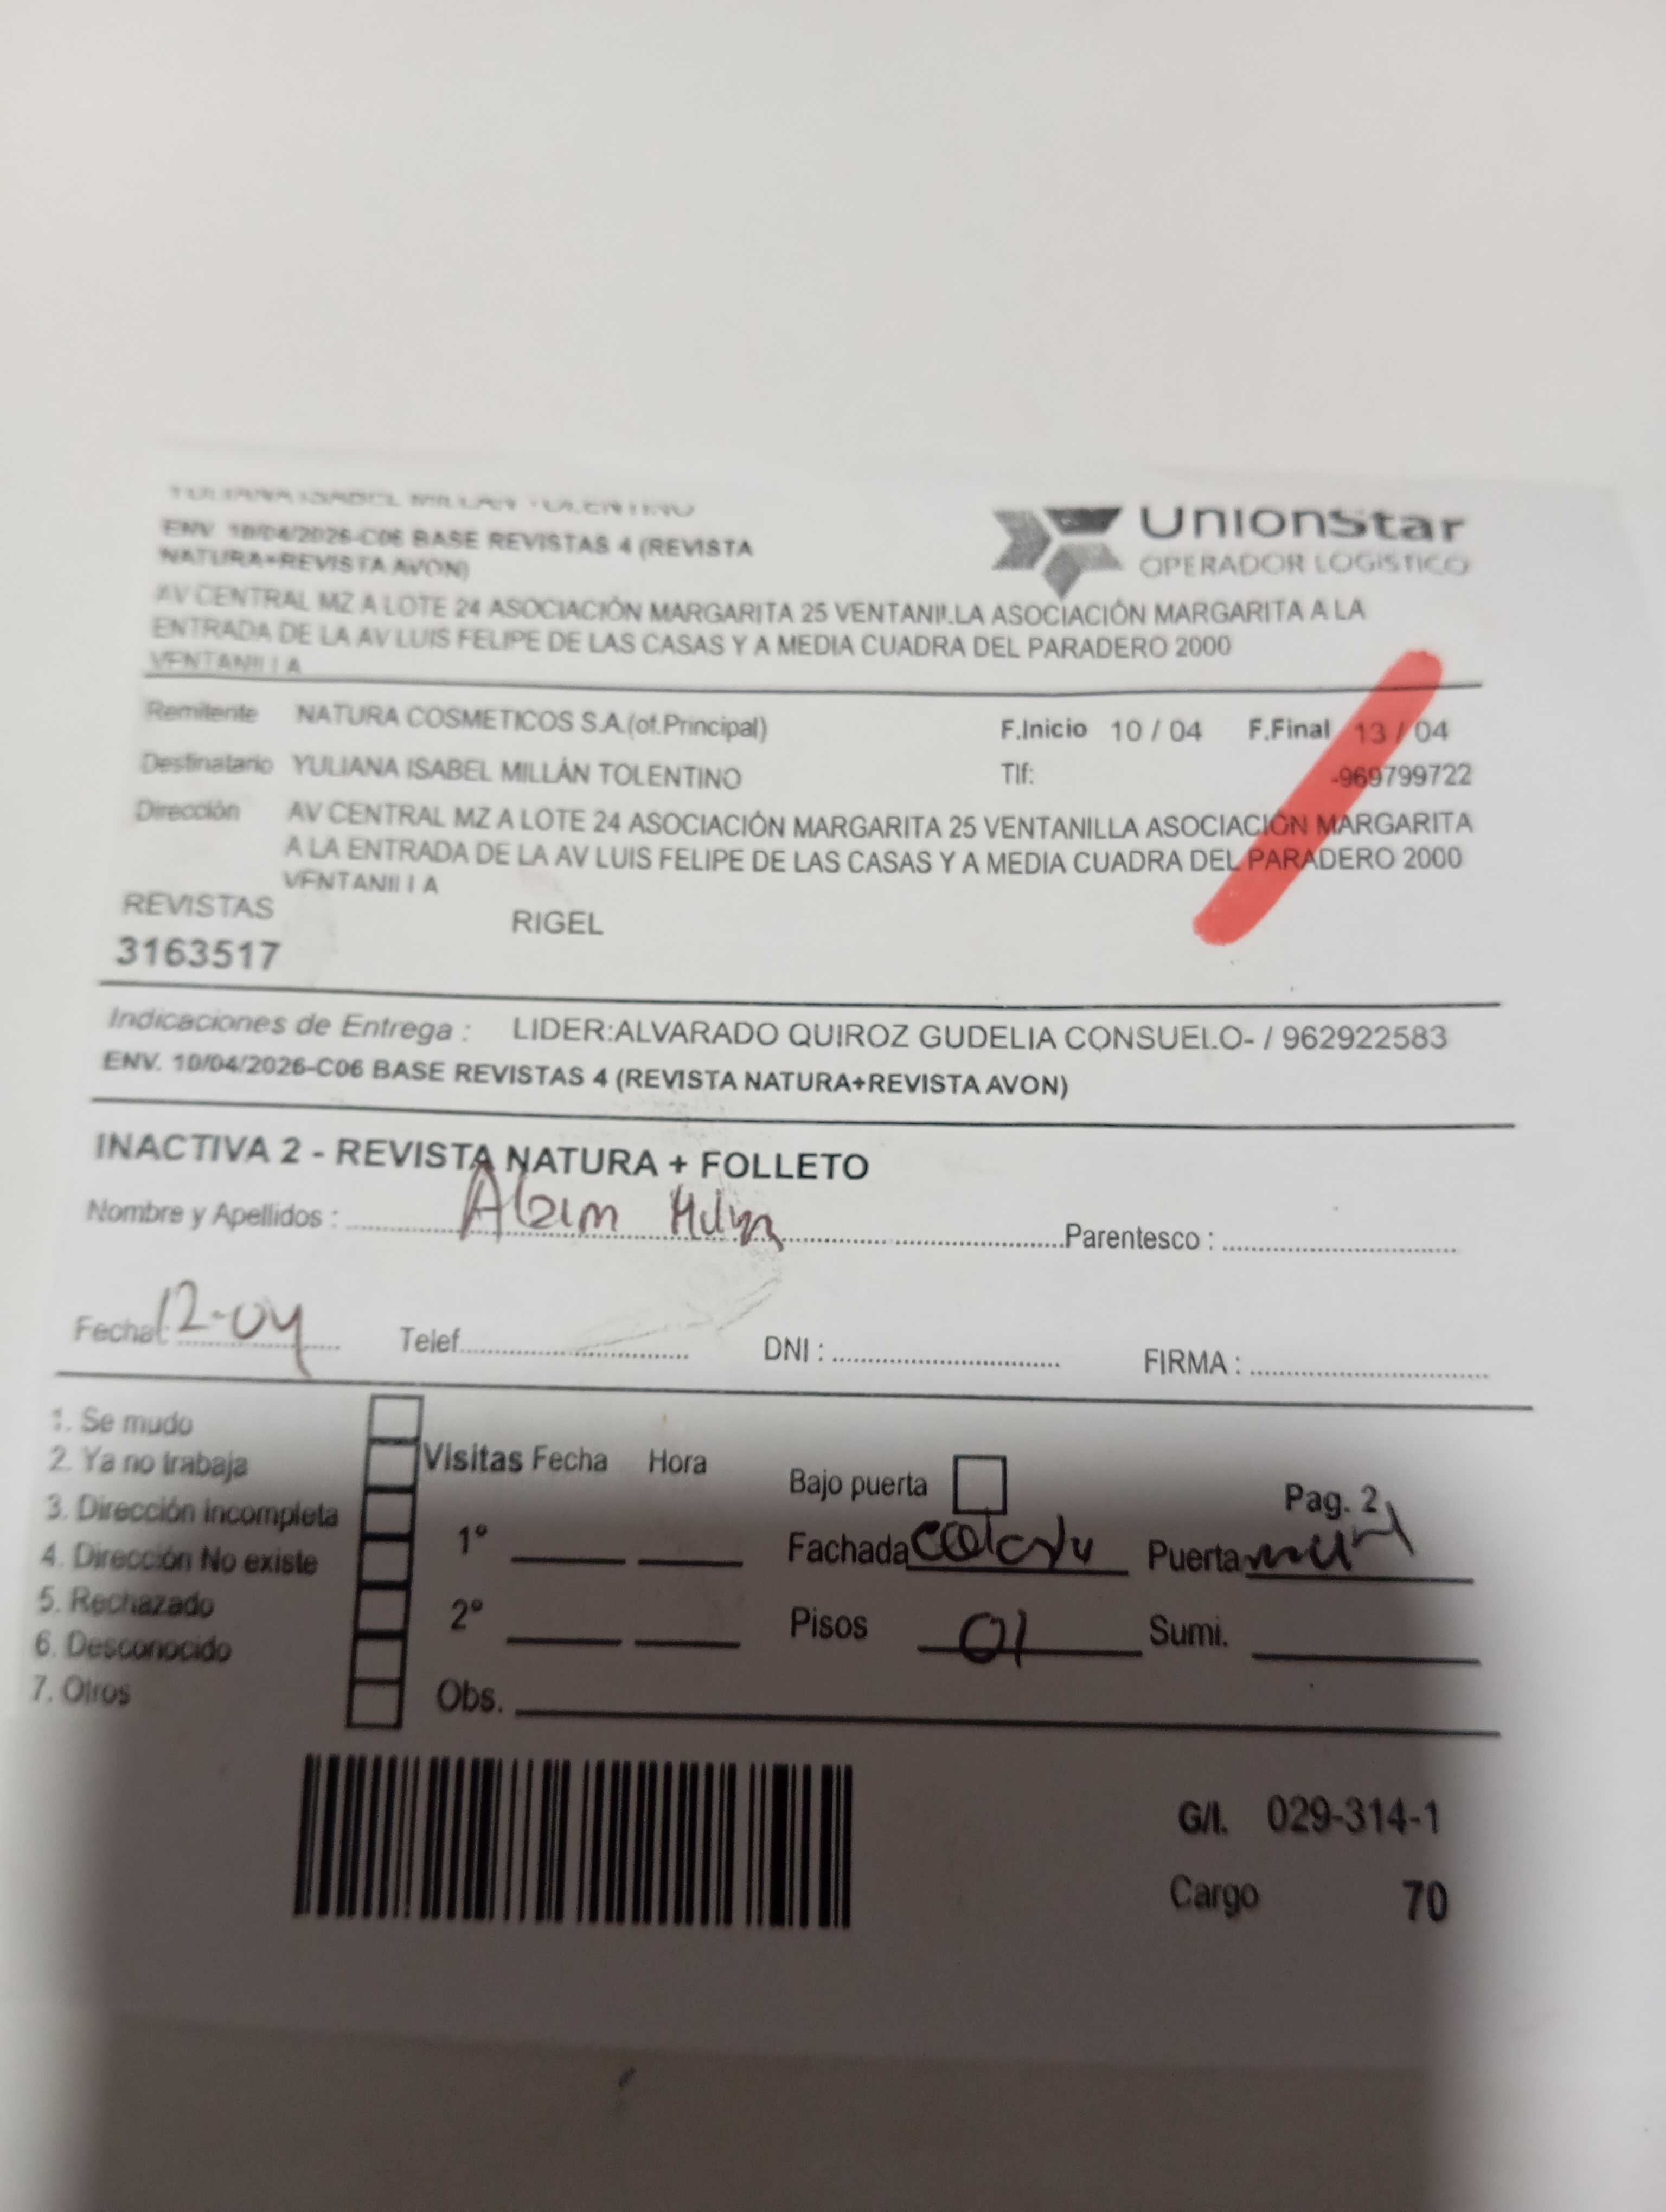 YULIANA ISABEL MILLÁN TOLENTINO
ENV. 10/04/2026-C06 BASE REVISTAS 4 (REVISTA
NATURA+REVISTA AVON)
UnionStar
OPERADOR LOGISTICO
AV CENTRAL MZ A LOTE 24 ASOCIACIÓN MARGARITA 25 VENTANILLA ASOCIACIÓN MARGARITA A LA
ENTRADA DE LA AV LUIS FELIPE DE LAS CASAS Y A MEDIA CUADRA DEL PARADERO 2000
VENTANILLA
Remitente NATURA COSMETICOS S.A.(of.Principal) F.Inicio 10 / 04 F.Final 13 / 04
Destinatario YULIANA ISABEL MILLÁN TOLENTINO Tlf: -969799722
Dirección AV CENTRAL MZ A LOTE 24 ASOCIACIÓN MARGARITA 25 VENTANILLA ASOCIACIÓN MARGARITA
A LA ENTRADA DE LA AV LUIS FELIPE DE LAS CASAS Y A MEDIA CUADRA DEL PARADERO 2000
VENTANILLA
REVISTAS RIGEL
3163517
Indicaciones de Entrega : LIDER:ALVARADO QUIROZ GUDELIA CONSUELO- / 962922583
ENV. 10/04/2026-C06 BASE REVISTAS 4 (REVISTA NATURA+REVISTA AVON)
INACTIVA 2 - REVISTA NATURA + FOLLETO
Nombre y Apellidos : Parentesco :
Fecha: 12-04 Telef. DNI : FIRMA :
1. Se mudo
2. Ya no trabaja Visitas Fecha Hora Bajo puerta Pag. 2
3. Dirección incompleta 1° Fachada Puerta
4. Dirección No existe
5. Rechazado 2° Pisos 01 Sumi.
6. Desconocido
7. Otros Obs.
G/I. 029-314-1
Cargo 70